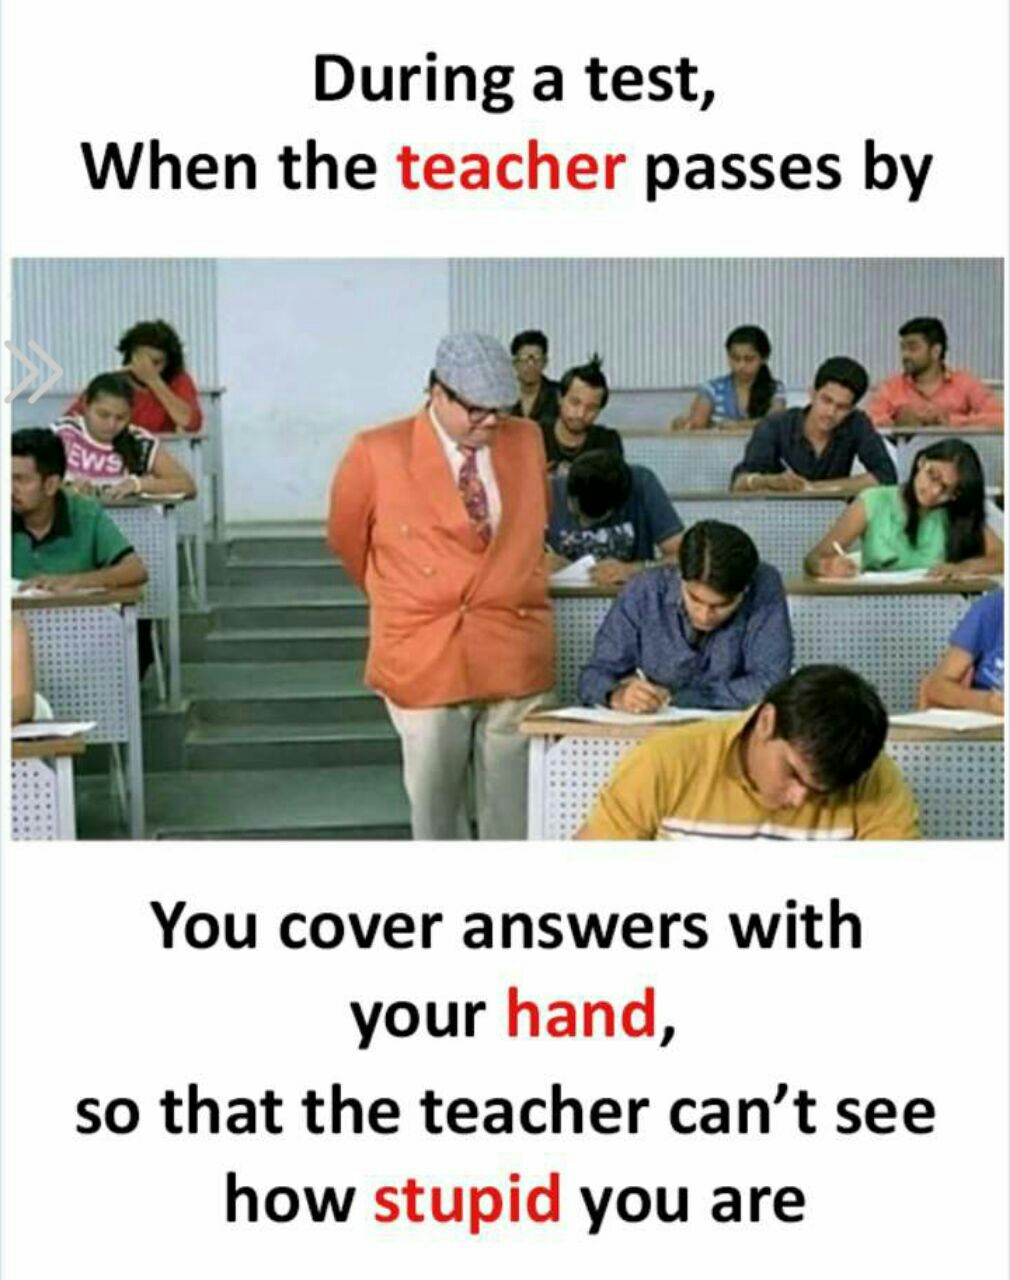 During a test,
When the teacher passes by
EWS
You cover answers with
your hand,
so that the teacher can't see
how stupid you are